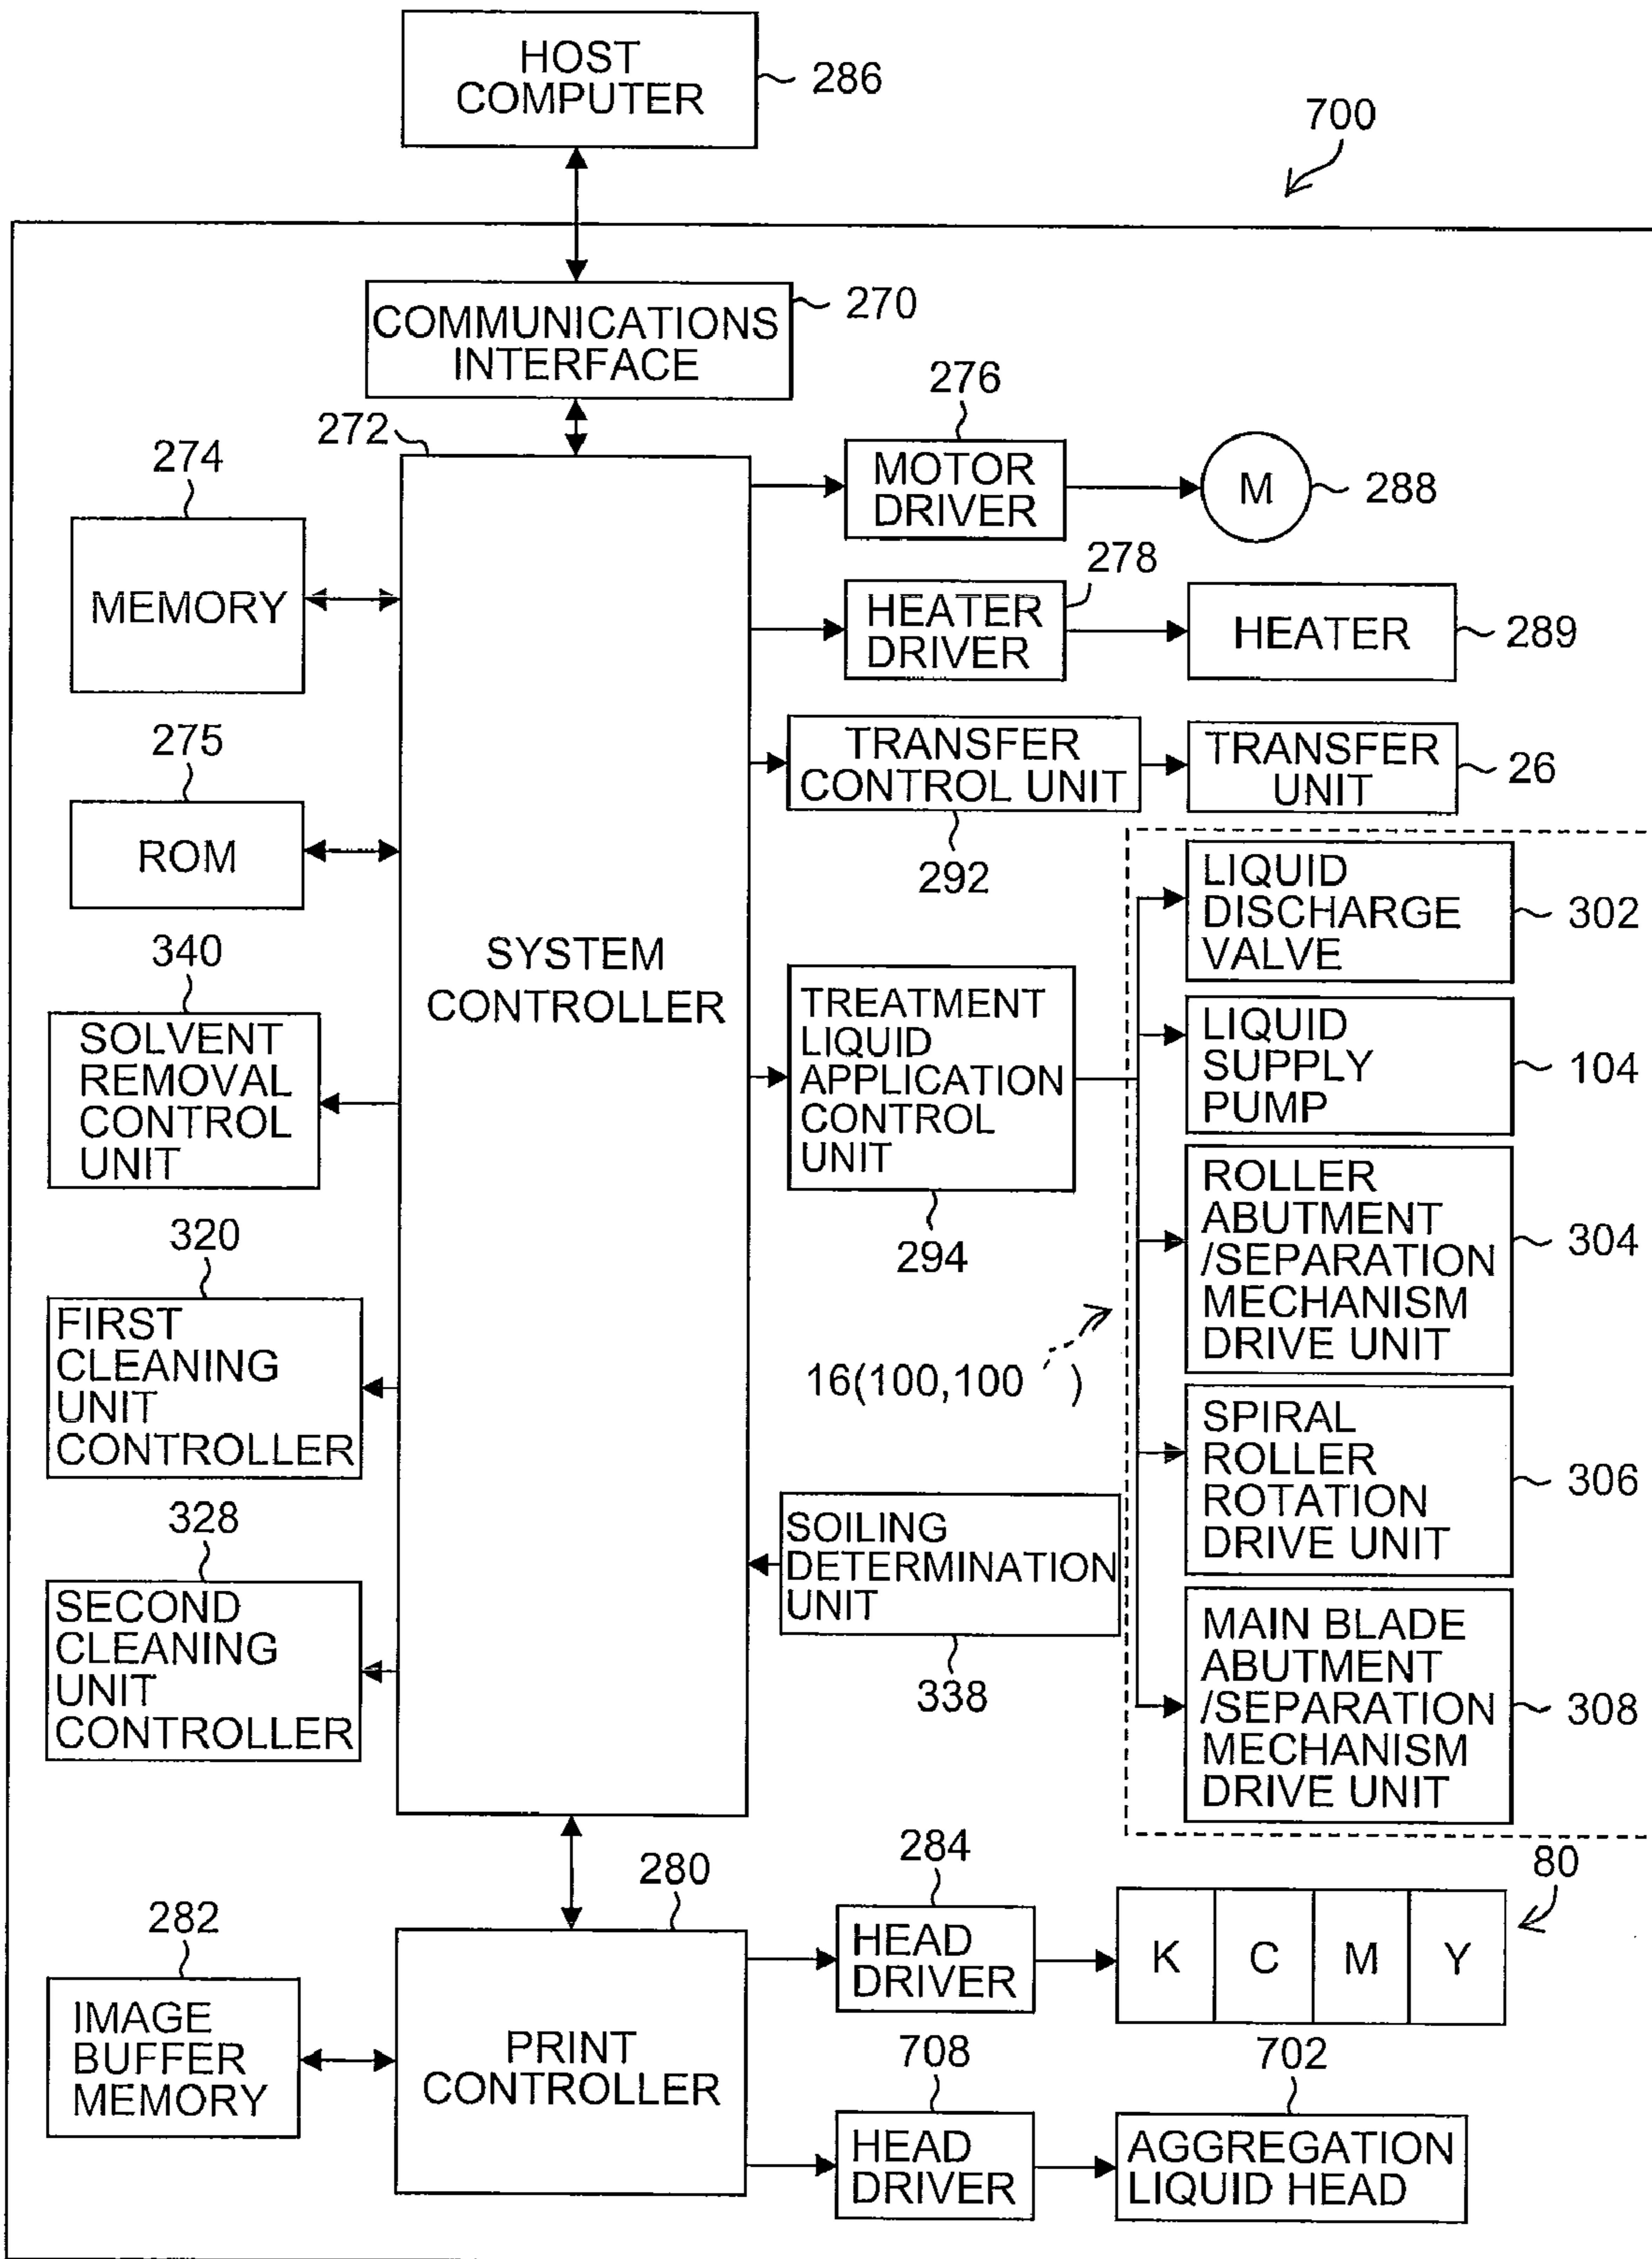 HOST
COMPUTER
286
700
COMMUNICATIONS
INTERFACE
270
272
276
MOTOR
DRIVER
M
288
274
MEMORY
278
HEATER
DRIVER
HEATER
289
275
ROM
TRANSFER
CONTROL UNIT
292
TRANSFER
UNIT
26
SYSTEM
CONTROLLER
340
SOLVENT
REMOVAL
CONTROL
UNIT
TREATMENT
LIQUID
APPLICATION
CONTROL
UNIT
294
LIQUID
DISCHARGE
VALVE
302
LIQUID
SUPPLY
PUMP
104
ROLLER
ABUTMENT
/SEPARATION
MECHANISM
DRIVE UNIT
304
16(100,100 )
320
FIRST
CLEANING
UNIT
CONTROLLER
SPIRAL
ROLLER
ROTATION
DRIVE UNIT
306
328
SECOND
CLEANING
UNIT
CONTROLLER
SOILING
DETERMINATION
UNIT
338
MAIN BLADE
ABUTMENT
/SEPARATION
MECHANISM
DRIVE UNIT
308
280
PRINT
CONTROLLER
282
IMAGE
BUFFER
MEMORY
284
HEAD
DRIVER
K C M Y
80
708
HEAD
DRIVER
702
AGGREGATION
LIQUID HEAD